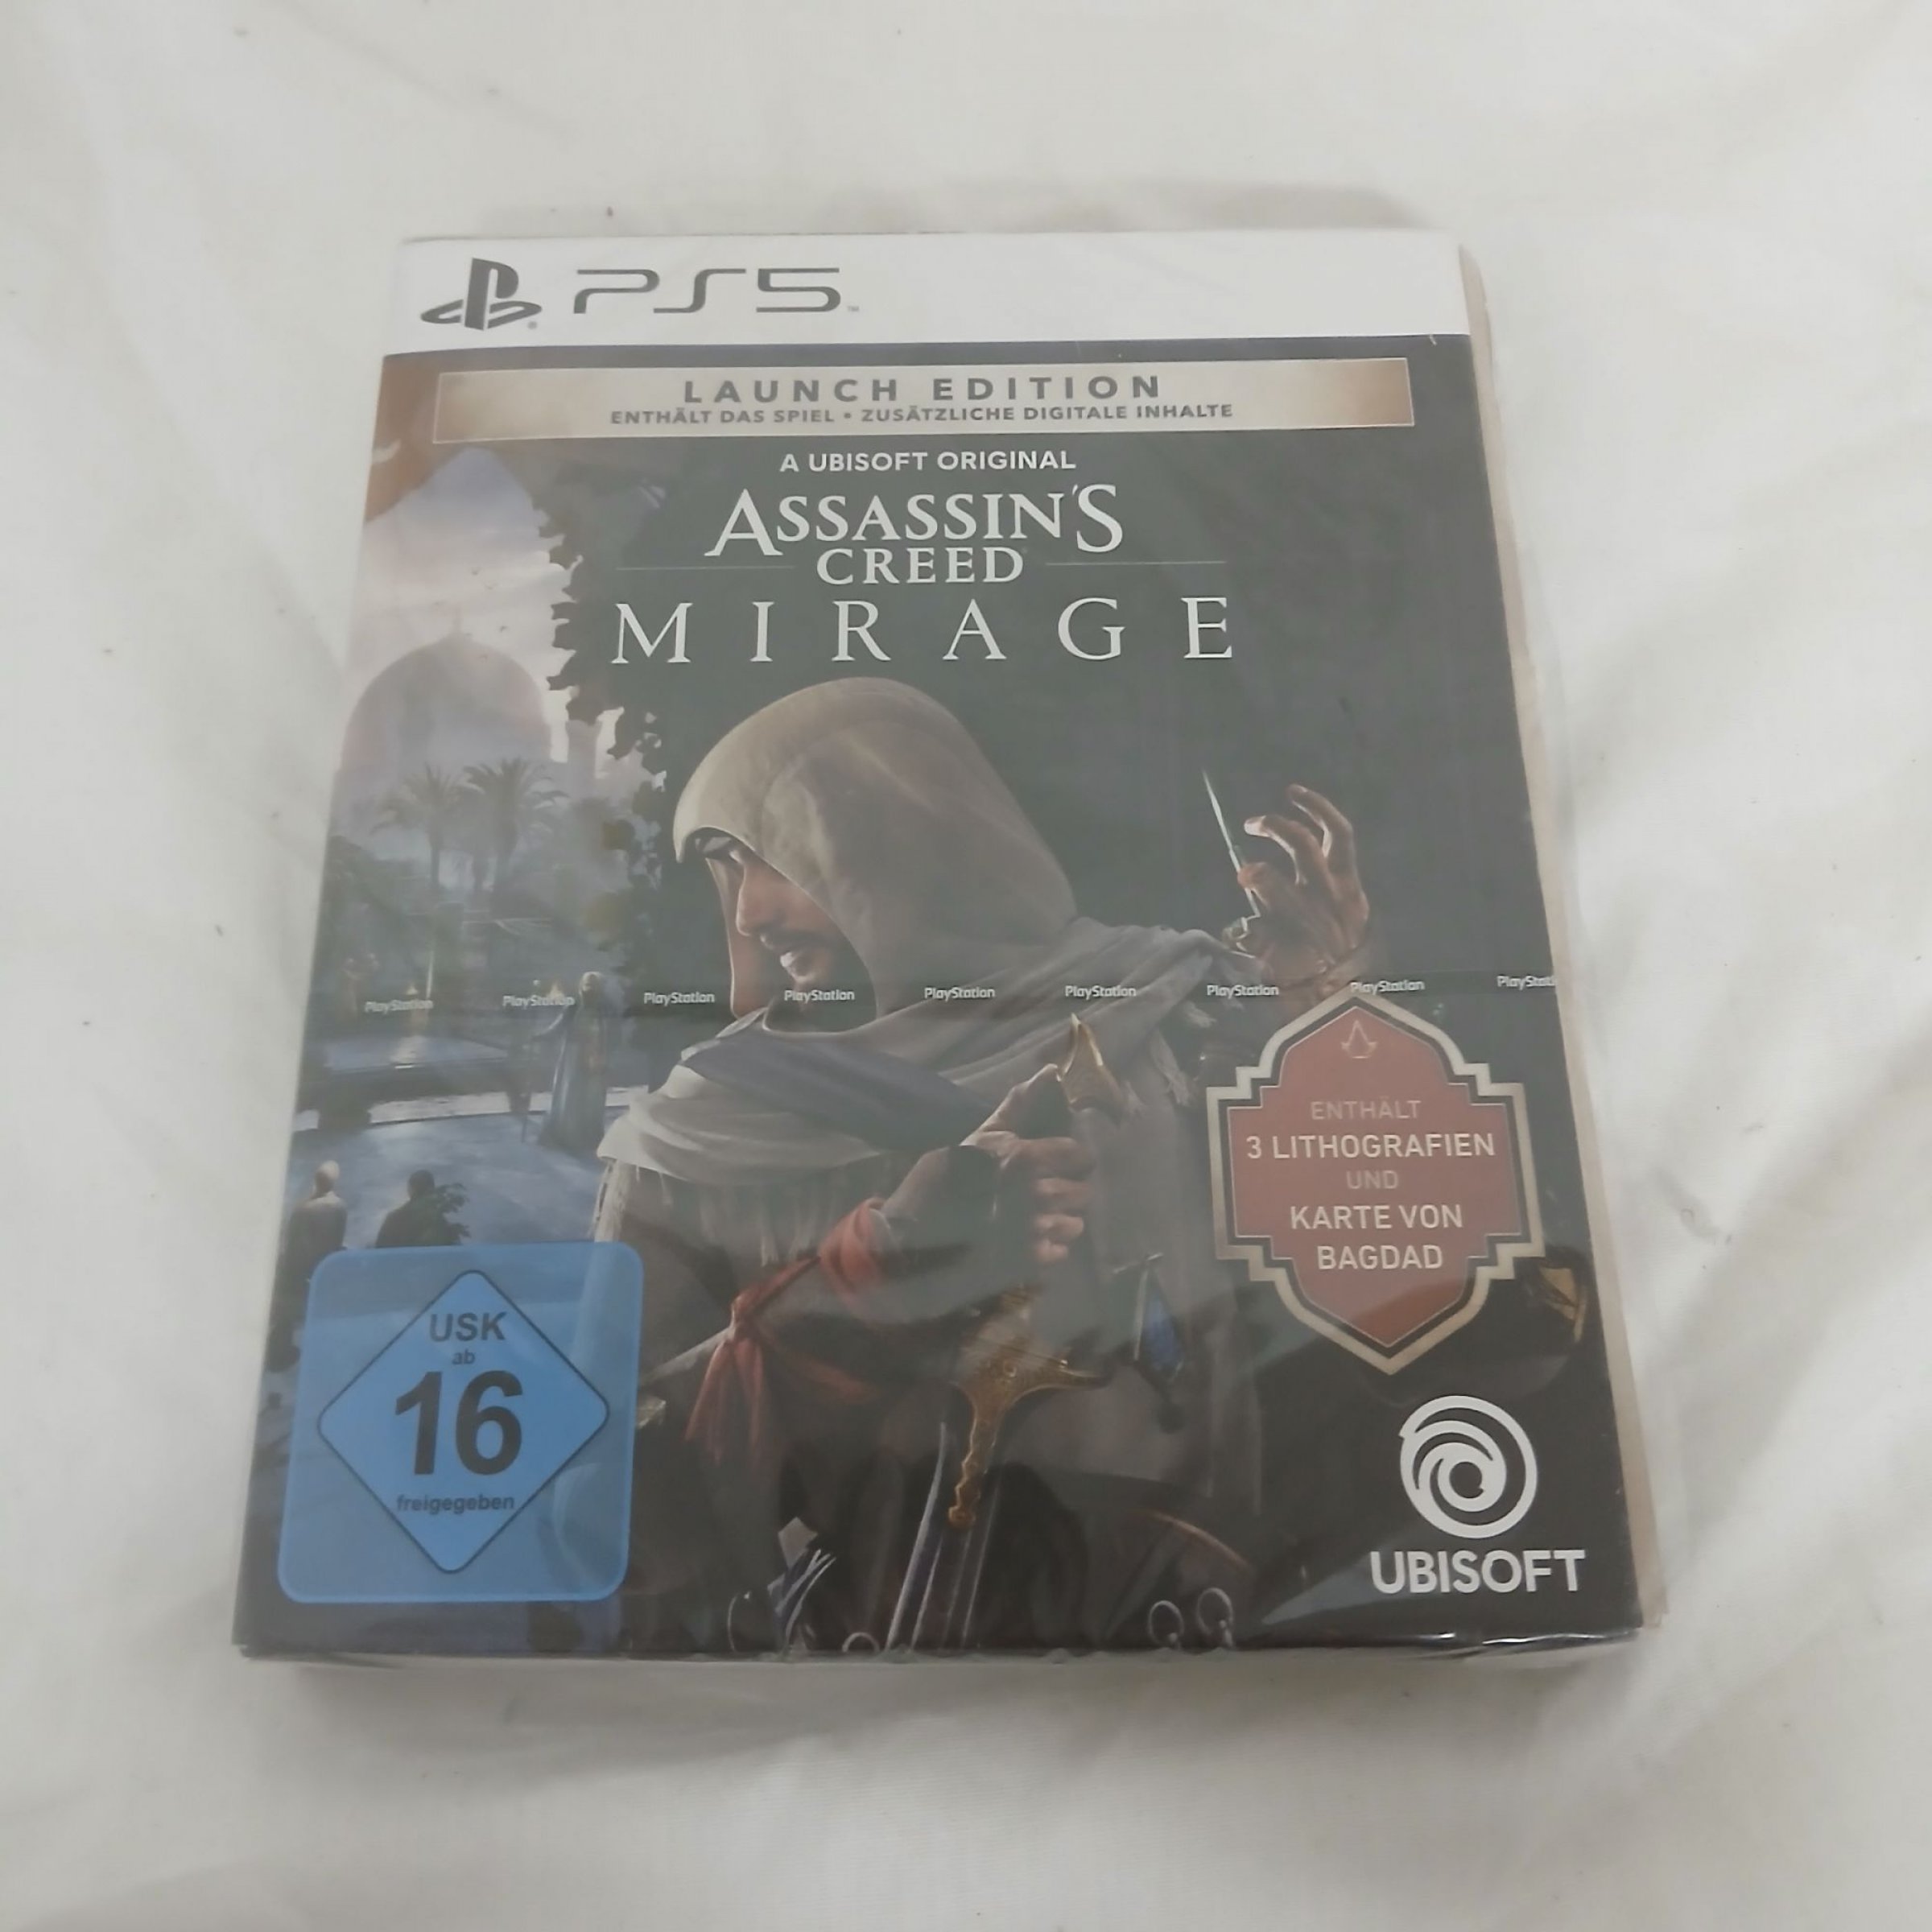 PS5
LAUNCH EDITION
ENTHÄLT DAS SPIEL • ZUSÄTZLICHE DIGITALE INHALTE
A UBISOFT ORIGINAL
ASSASSIN'S
CREED
MIRAGE
PlayStation PlayStation PlayStation PlayStation PlayStation PlayStation PlayStation PlayStation PlayStati
ENTHÄLT
3 LITHOGRAFIEN
UND
KARTE VON
BAGDAD
USK
ab
16
freigegeben
UBISOFT